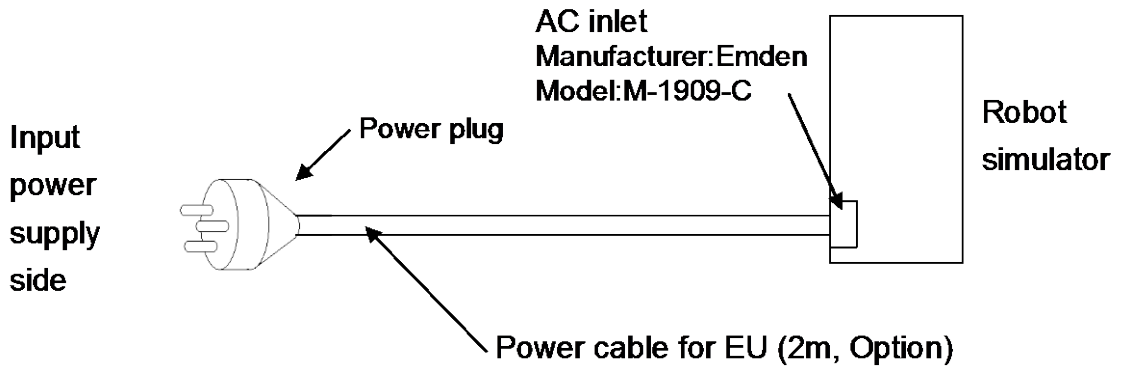 AC inlet
Manufacturer:Emden
Model:M-1909-C
Input
power
supply
side
Power plug
Robot
simulator
Power cable for EU (2m, Option)